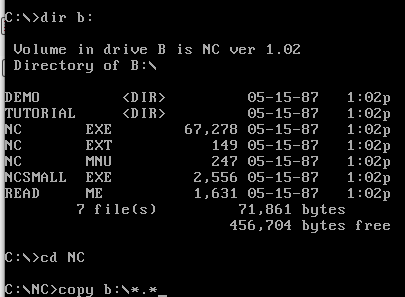 C:\>dir b:
Volume in drive B is NC ver 1.02
Directory of B:\
DEMO <DIR> 05-15-87 1:02p
TUTORIAL <DIR> 05-15-87 1:02p
NC EXE 67,278 05-15-87 1:02p
NC EXT 149 05-15-87 1:02p
NC MNU 247 05-15-87 1:02p
NCSMALL EXE 2,556 05-15-87 1:02p
READ ME 1,631 05-15-87 1:02p
7 file(s) 71,861 bytes
456,704 bytes free
C:\>cd NC
C:\NC>copy b:\*.*_